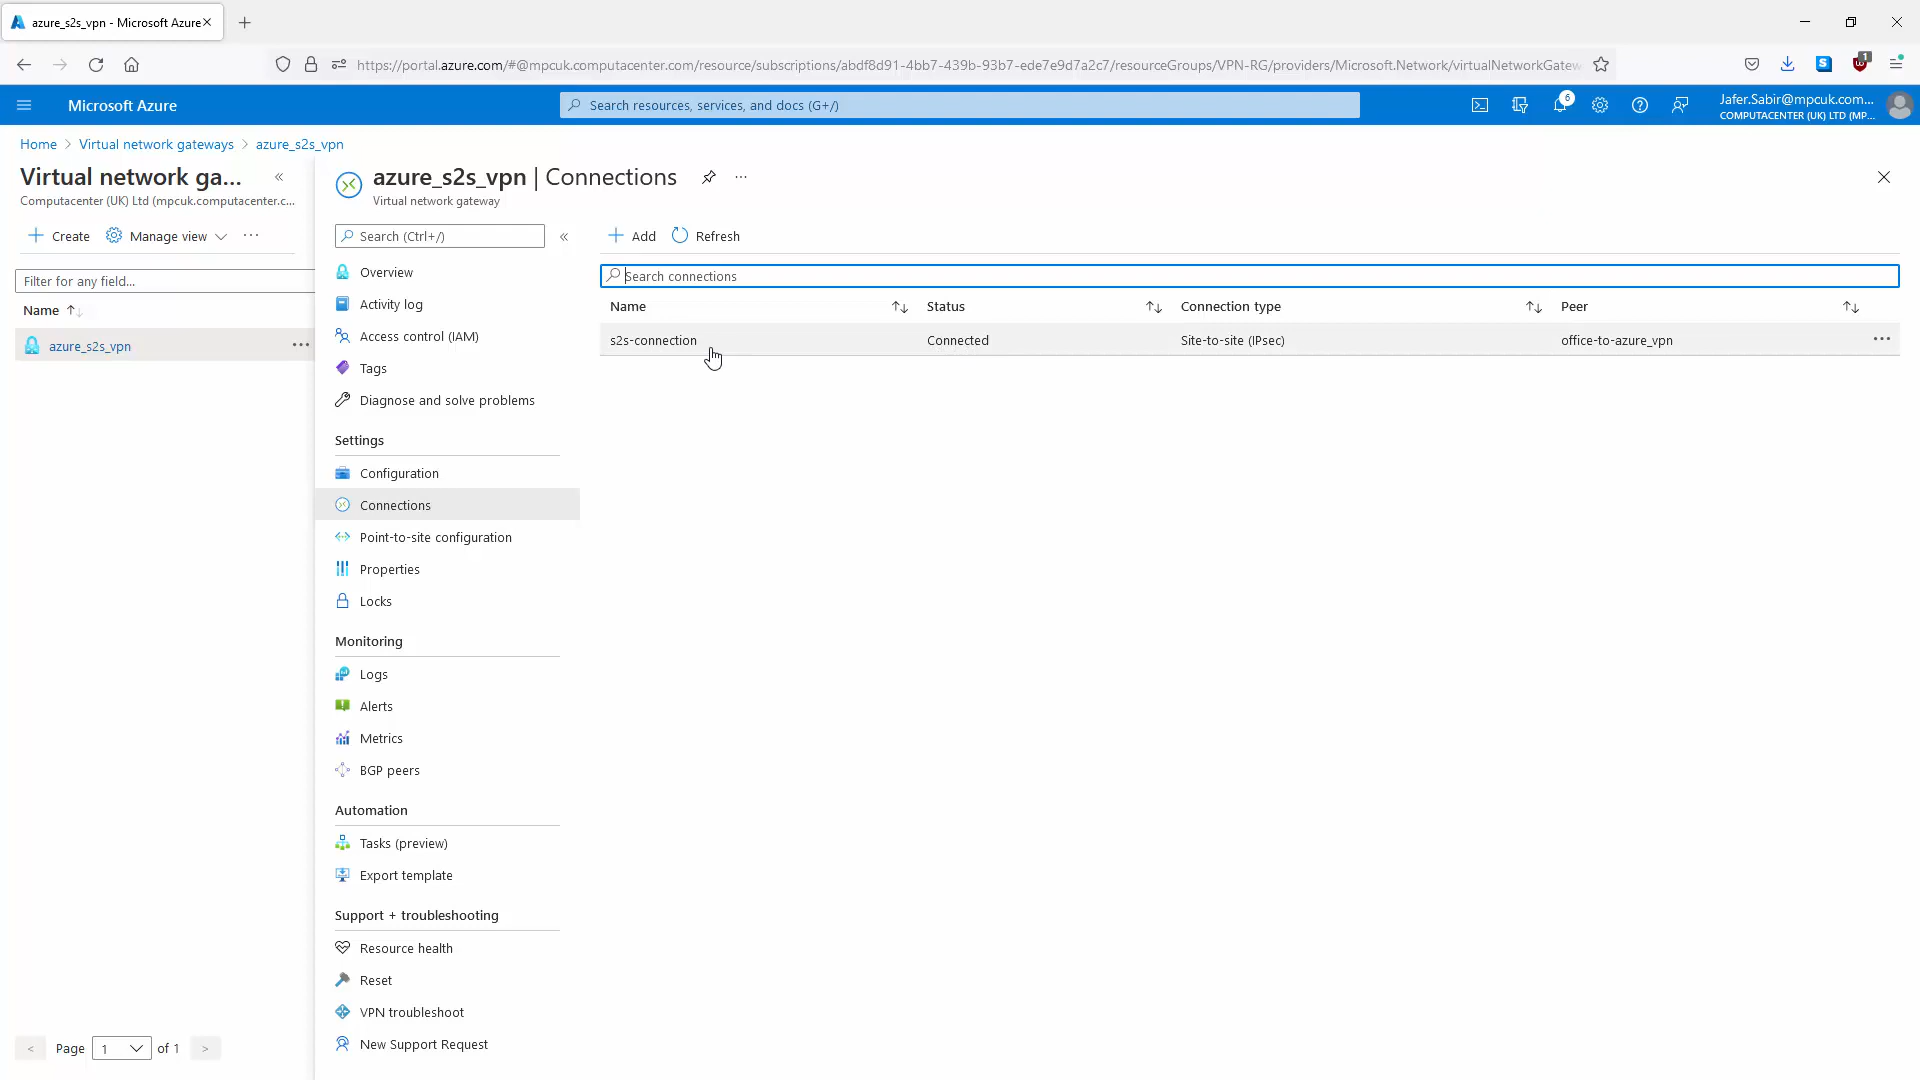 azure_s2s_vpn - Microsoft Azure
https://portal.azure.com/#@mpcuk.computacenter.com/resource/subscriptions/abdf8d91-4bb7-439b-93b7-ede7e9d7a2c7/resourceGroups/VPN-RG/providers/Microsoft.Network/virtualNetworkGatew
1
Microsoft Azure
Search resources, services, and docs (G+/)
6
Jafer.Sabir@mpcuk.com...
COMPUTACENTER (UK) LTD (MP...
Home > Virtual network gateways > azure_s2s_vpn
Virtual network ga... «
Computacenter (UK) Ltd (mpcuk.computacenter.c...
+ Create Manage view ...
Filter for any field...
Name ↑↓
azure_s2s_vpn ...
< Page 1 of 1 >
azure_s2s_vpn | Connections ...
Virtual network gateway
Search (Ctrl+/) «
Overview
Activity log
Access control (IAM)
Tags
Diagnose and solve problems
Settings
Configuration
Connections
Point-to-site configuration
Properties
Locks
Monitoring
Logs
Alerts
Metrics
BGP peers
Automation
Tasks (preview)
Export template
Support + troubleshooting
Resource health
Reset
VPN troubleshoot
New Support Request
+ Add Refresh
Search connections
Name ↑↓ Status ↑↓ Connection type ↑↓ Peer ↑↓
s2s-connection Connected Site-to-site (IPsec) office-to-azure_vpn ...